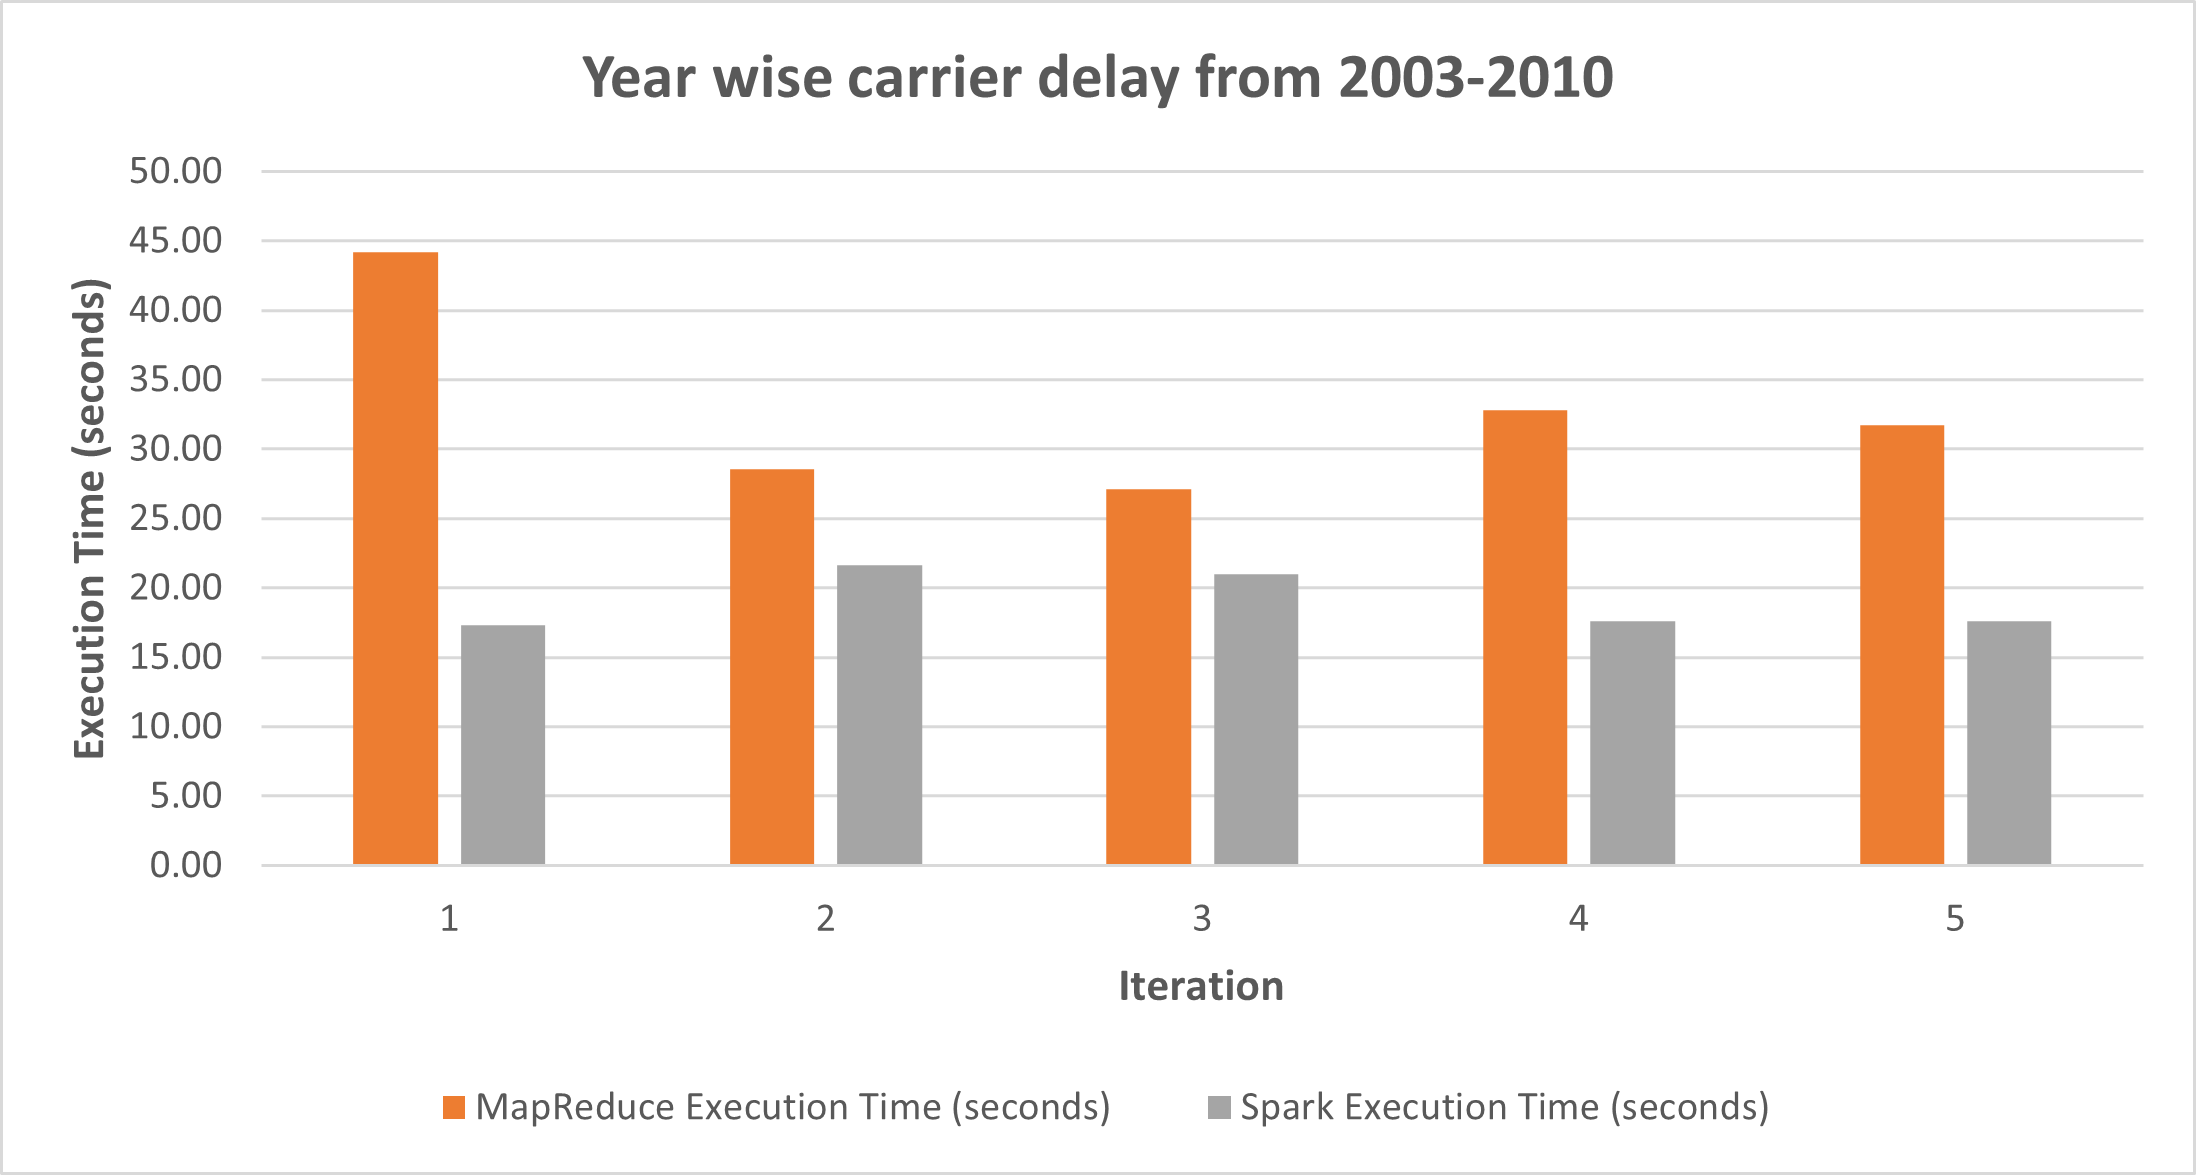 Year wise carrier delay from 2003-2010
50.00
45.00
40.00
35.00
30.00
25.00
20.00
15.00
10.00
5.00
0.00
Execution Time (seconds)
1 2 3 4 5
Iteration
MapReduce Execution Time (seconds) Spark Execution Time (seconds)